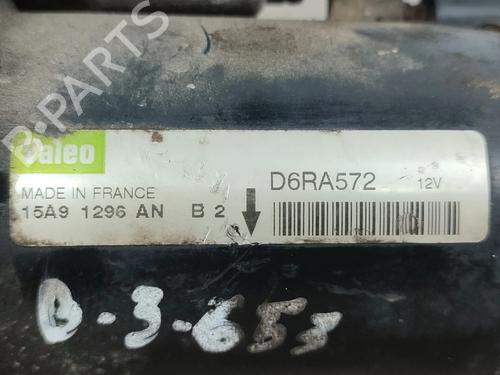 B-PARTS
Valeo
D6RA572 12V
MADE IN FRANCE
15A9 1296 AN B 2
0.3.653